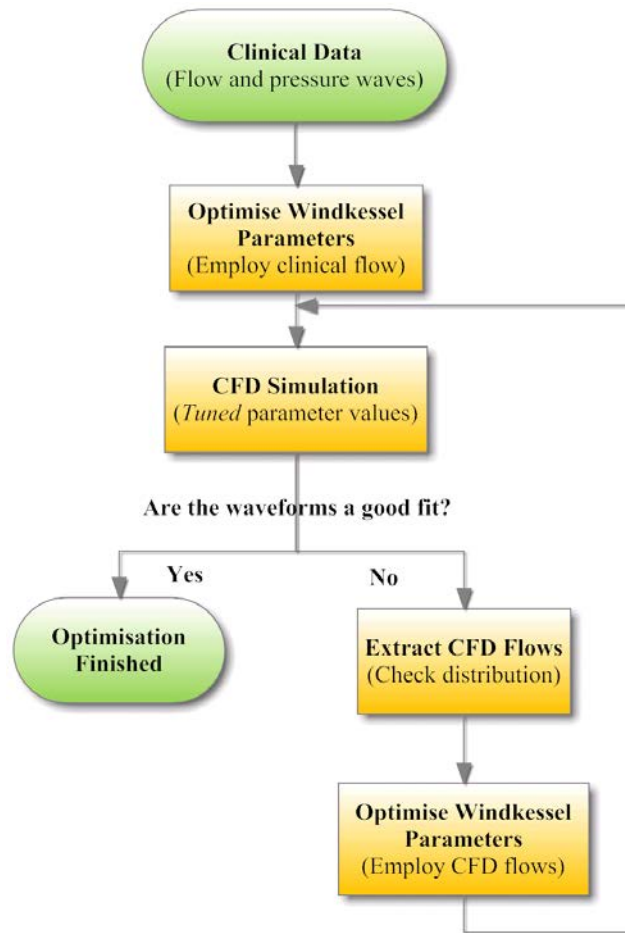 Clinical Data
(Flow and pressure waves)
Optimise Windkessel
Parameters
(Employ clinical flow)
CFD Simulation
(Tuned parameter values)
Are the waveforms a good fit?
Yes
No
Optimisation
Finished
Extract CFD Flows
(Check distribution)
Optimise Windkessel
Parameters
(Employ CFD flows)